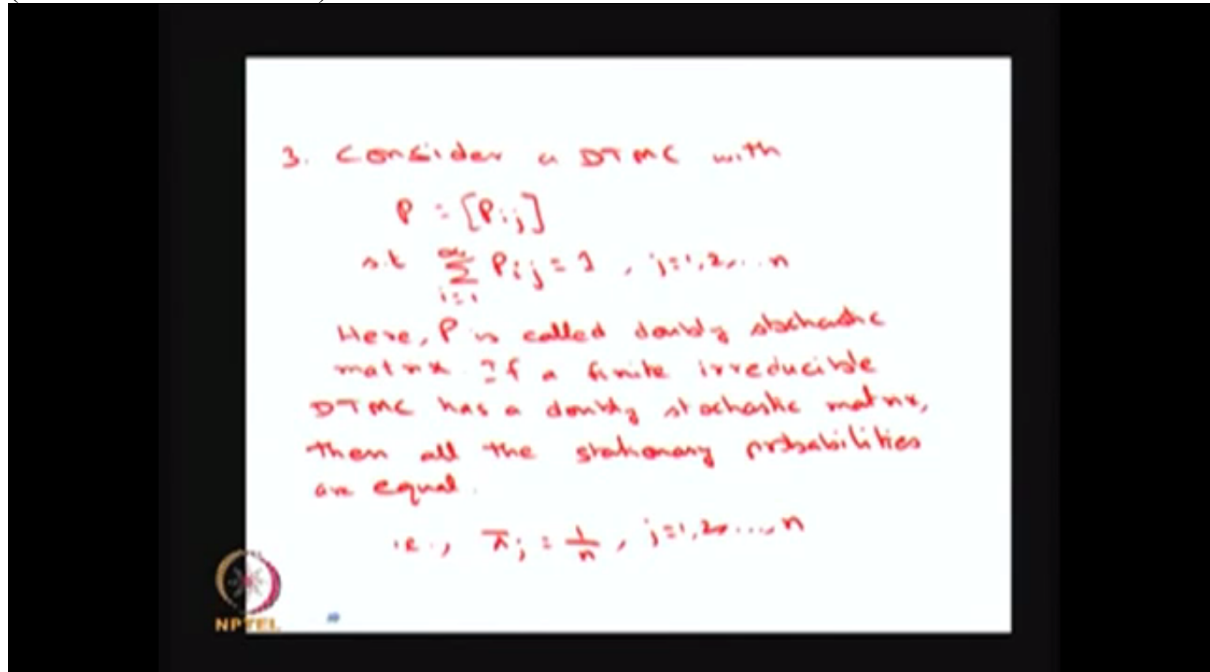 3. Consider a DTMC with
P = [Pij]
s.t ∑_{i=1}^{∞} Pij = 1, j=1,2,...n
Here, P is called doubly stochastic
matrix. If a finite irreducible
DTMC has a doubly stochastic matrix,
then all the stationary probabilities
are equal.
i.e., πj = 1/n, j=1,2,...,n
NPTEL